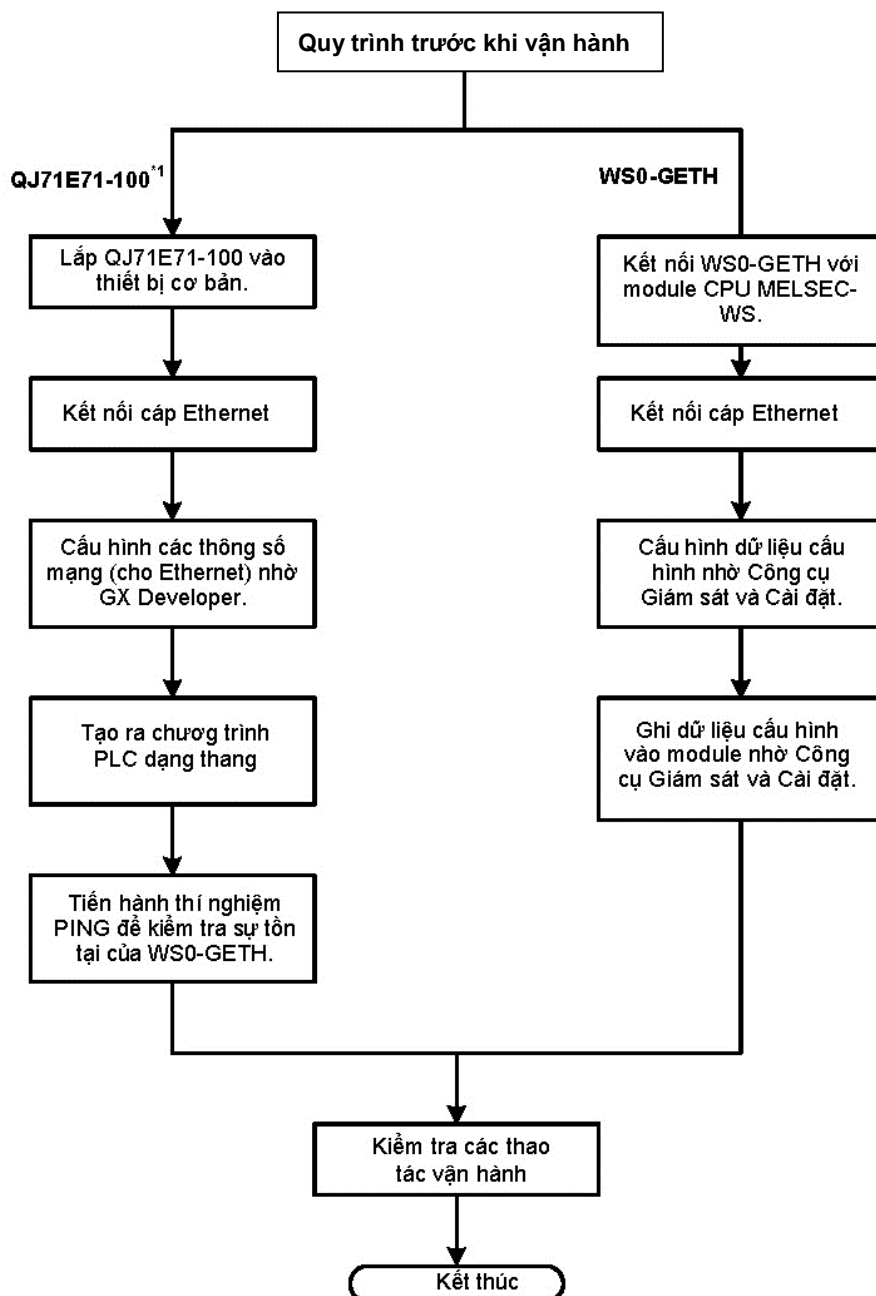 Quy trình trước khi vận hành
QJ71E71-100*1
WS0-GETH
Lắp QJ71E71-100 vào
thiết bị cơ bản.
Kết nối cáp Ethernet
Cấu hình các thông số
mạng (cho Ethernet) nhờ
GX Developer.
Tạo ra chương trình
PLC dạng thang
Tiến hành thí nghiệm
PING để kiểm tra sự tồn
tại của WS0-GETH.
Kết nối WS0-GETH với
module CPU MELSEC-
WS.
Kết nối cáp Ethernet
Cấu hình dữ liệu cấu
hình nhờ Công cụ
Giám sát và Cài đặt.
Ghi dữ liệu cấu hình
vào module nhờ Công
cụ Giám sát và Cài đặt.
Kiểm tra các thao
tác vận hành
Kết thúc